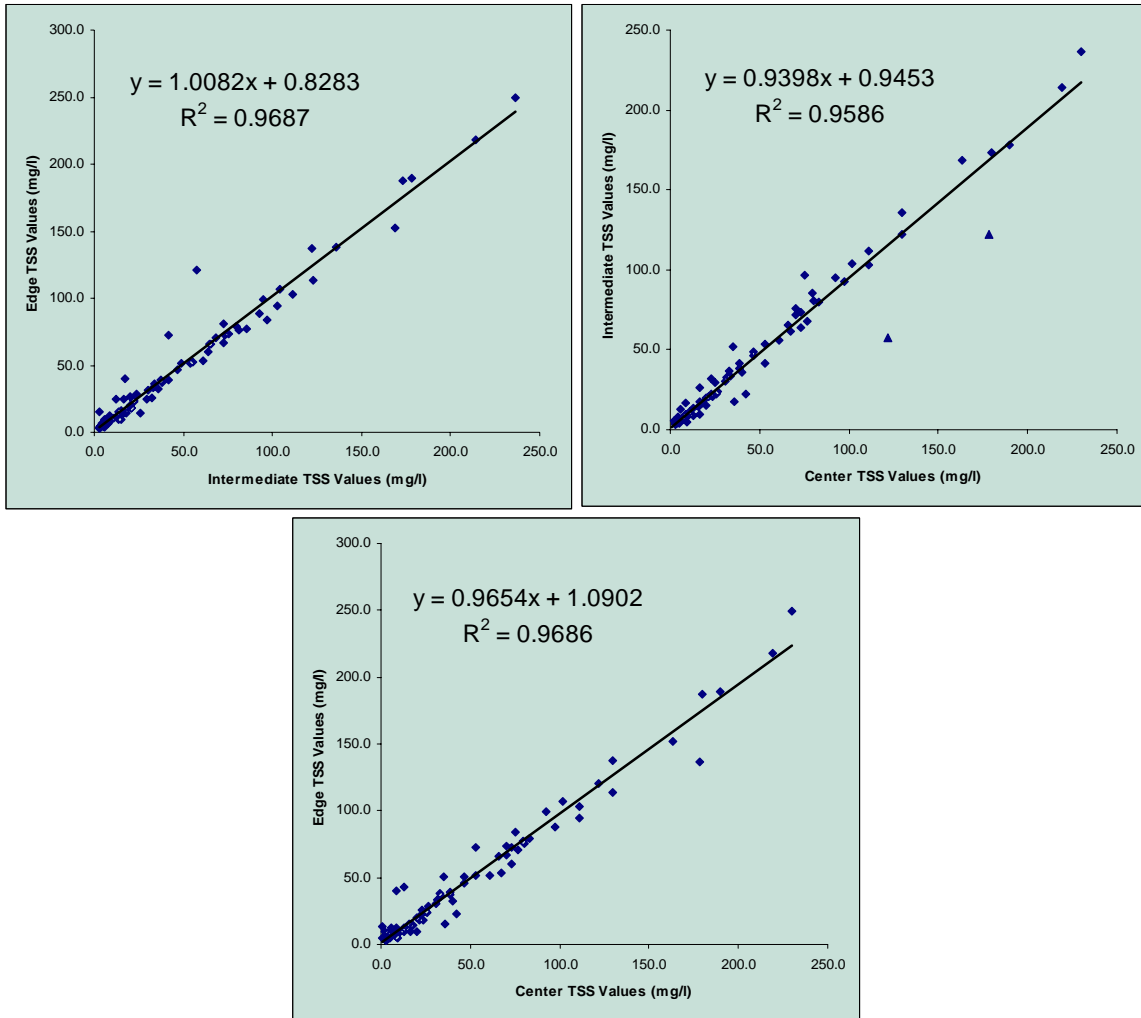 300.0
250.0
200.0
150.0
100.0
50.0
0.0
Edge TSS Values (mg/l)
y = 1.0082x + 0.8283
R² = 0.9687
0.0 50.0 100.0 150.0 200.0 250.0
Intermediate TSS Values (mg/l)
250.0
200.0
150.0
100.0
50.0
0.0
Intermediate TSS Values (mg/l)
y = 0.9398x + 0.9453
R² = 0.9586
0.0 50.0 100.0 150.0 200.0 250.0
Center TSS Values (mg/l)
300.0
250.0
200.0
150.0
100.0
50.0
0.0
Edge TSS Values (mg/l)
y = 0.9654x + 1.0902
R² = 0.9686
0.0 50.0 100.0 150.0 200.0 250.0
Center TSS Values (mg/l)